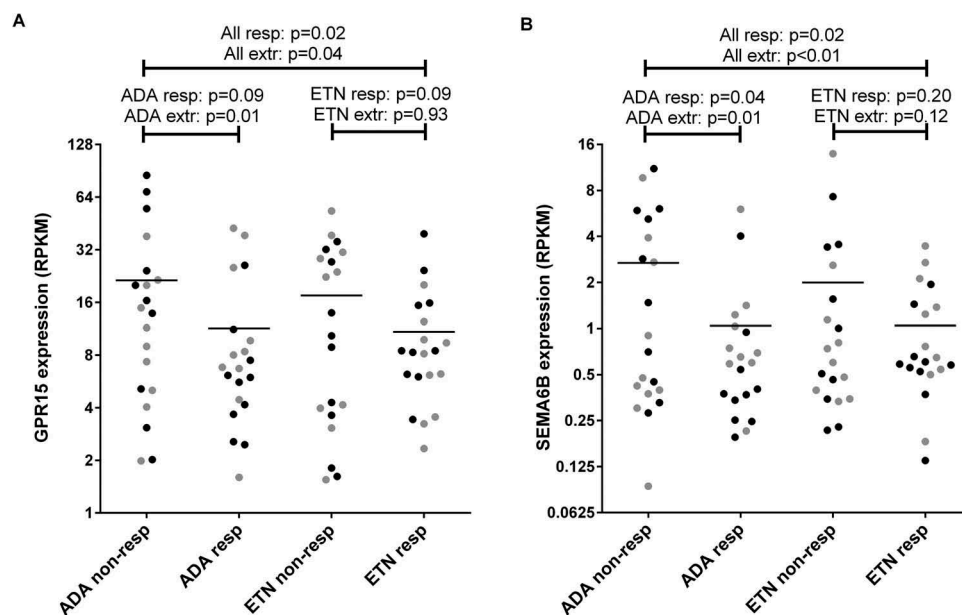 A
All resp: p=0.02
All extr: p=0.04
ADA resp: p=0.09
ADA extr: p=0.01
ETN resp: p=0.09
ETN extr: p=0.93
GPR15 expression (RPKM)
128
64
32
16
8
4
2
1
ADA non-resp
ADA resp
ETN non-resp
ETN resp
B
All resp: p=0.02
All extr: p<0.01
ADA resp: p=0.04
ADA extr: p=0.01
ETN resp: p=0.20
ETN extr: p=0.12
SEMA6B expression (RPKM)
16
8
4
2
1
0.5
0.25
0.125
0.0625
ADA non-resp
ADA resp
ETN non-resp
ETN resp